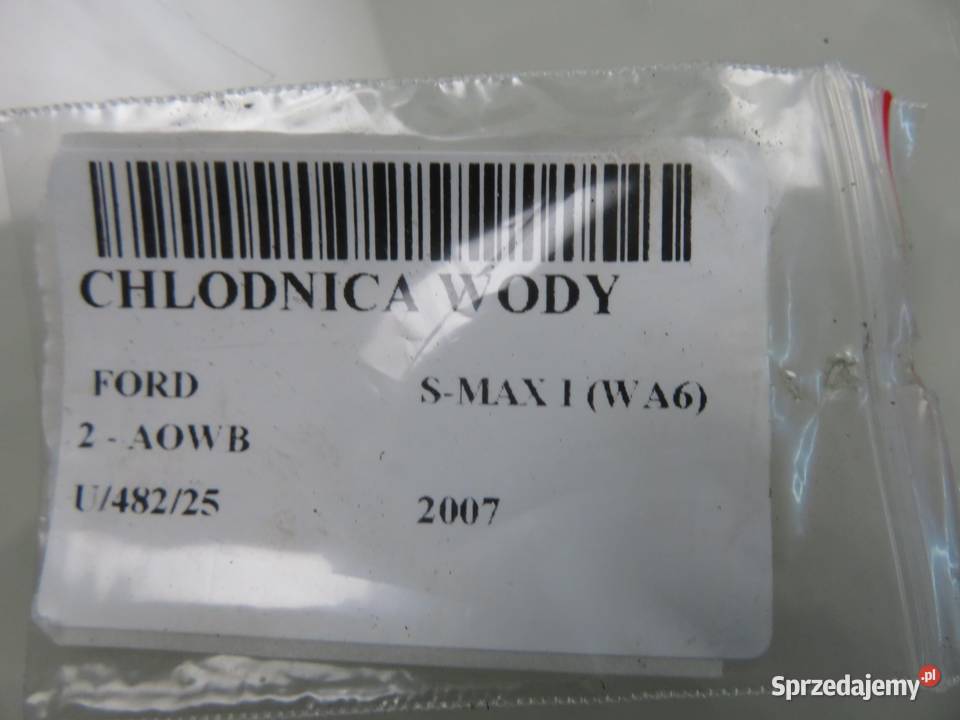 CHLODNICA WODY
FORD S-MAX I (WA6)
2 - AOWB
U/482/25 2007
Sprzedajemy.pl